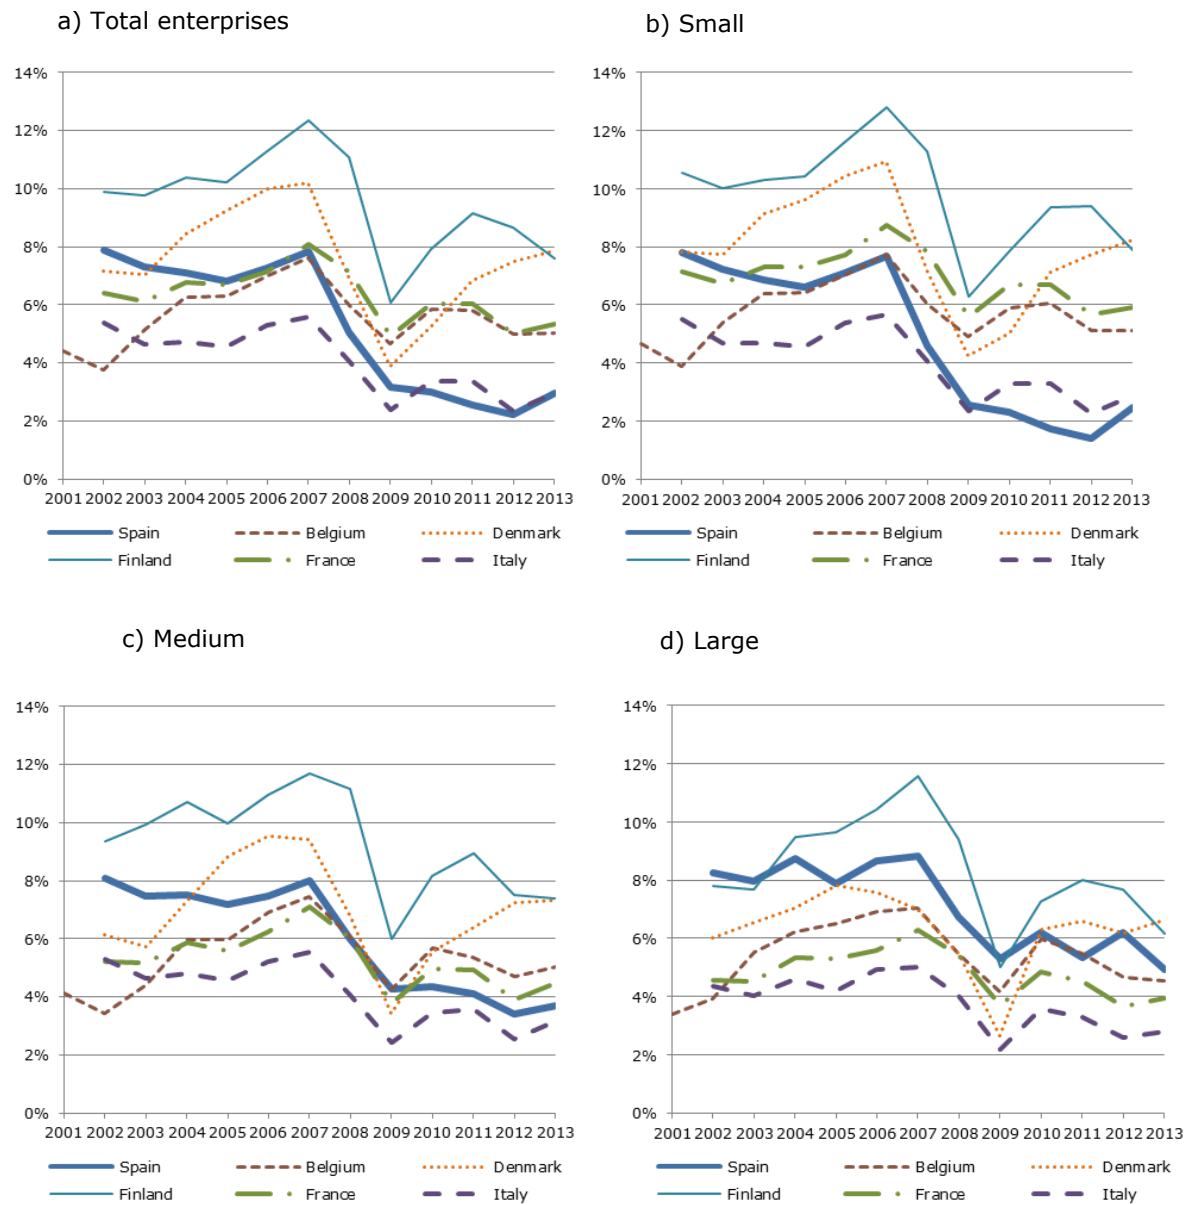 a) Total enterprises
b) Small
14%
12%
10%
8%
6%
4%
2%
0%
2001 2002 2003 2004 2005 2006 2007 2008 2009 2010 2011 2012 2013
Spain Belgium Denmark
Finland France Italy
14%
12%
10%
8%
6%
4%
2%
0%
2001 2002 2003 2004 2005 2006 2007 2008 2009 2010 2011 2012 2013
Spain Belgium Denmark
Finland France Italy
c) Medium
d) Large
14%
12%
10%
8%
6%
4%
2%
0%
2001 2002 2003 2004 2005 2006 2007 2008 2009 2010 2011 2012 2013
Spain Belgium Denmark
Finland France Italy
14%
12%
10%
8%
6%
4%
2%
0%
2001 2002 2003 2004 2005 2006 2007 2008 2009 2010 2011 2012 2013
Spain Belgium Denmark
Finland France Italy